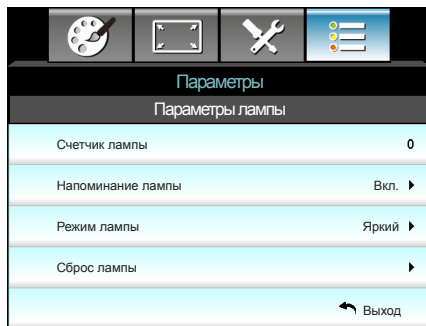 Параметры
Параметры лампы
Счетчик лампы 0
Напоминание лампы Вкл.
Режим лампы Яркий
Сброс лампы
Выход